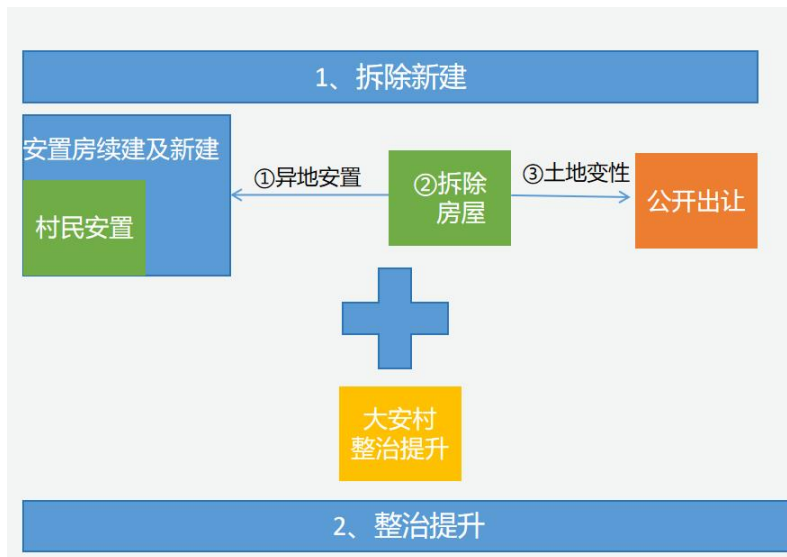 1、拆除新建
安置房续建及新建
村民安置
①异地安置
②拆除
房屋
③土地变性
公开出让
大安村
整治提升
2、整治提升